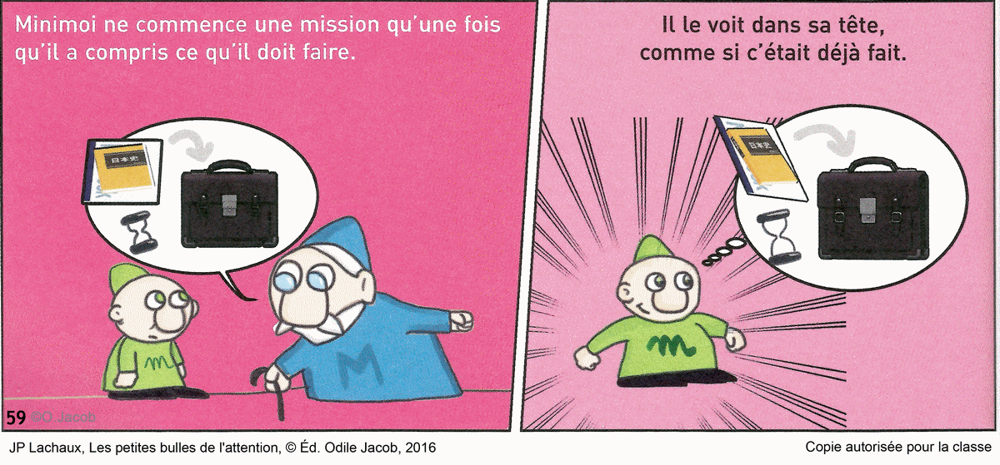 Minimoi ne commence une mission qu'une fois
qu'il a compris ce qu'il doit faire.
Il le voit dans sa tête,
comme si c'était déjà fait.
日本史
日本史
m
M
m
59 ©O.Jacob
JP Lachaux, Les petites bulles de l'attention, © Éd. Odile Jacob, 2016
Copie autorisée pour la classe